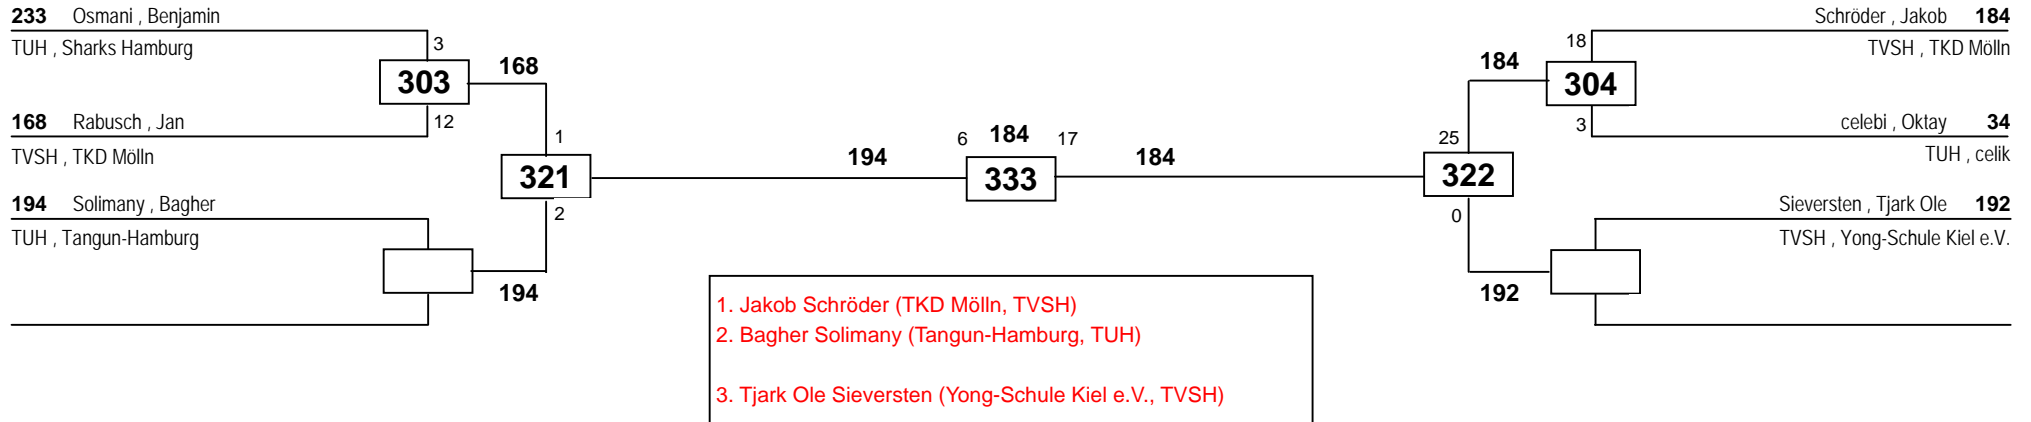 233 Osmani , Benjamin
TUH , Sharks Hamburg
3
303
168
12
168 Rabusch , Jan
TVSH , TKD Mölln
1
321
2
194 Solimany , Bagher
TUH , Tangun-Hamburg
194
194
6 184 17
333
184
Schröder , Jakob 184
TVSH , TKD Mölln
18
184
304
3
celebi , Oktay 34
TUH , celik
25
322
0
Sieversten , Tjark Ole 192
TVSH , Yong-Schule Kiel e.V.
192
1. Jakob Schröder (TKD Mölln, TVSH)
2. Bagher Solimany (Tangun-Hamburg, TUH)
3. Tjark Ole Sieversten (Yong-Schule Kiel e.V., TVSH)